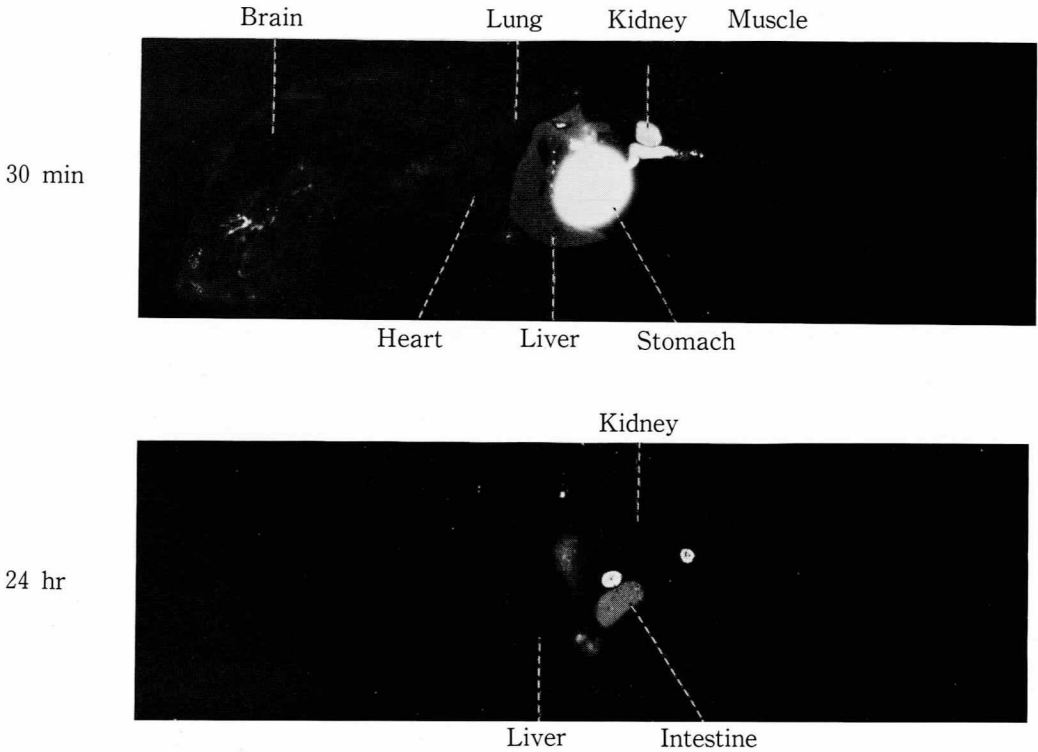 Brain Lung Kidney Muscle
30 min
Heart Liver Stomach
Kidney
24 hr
Liver Intestine